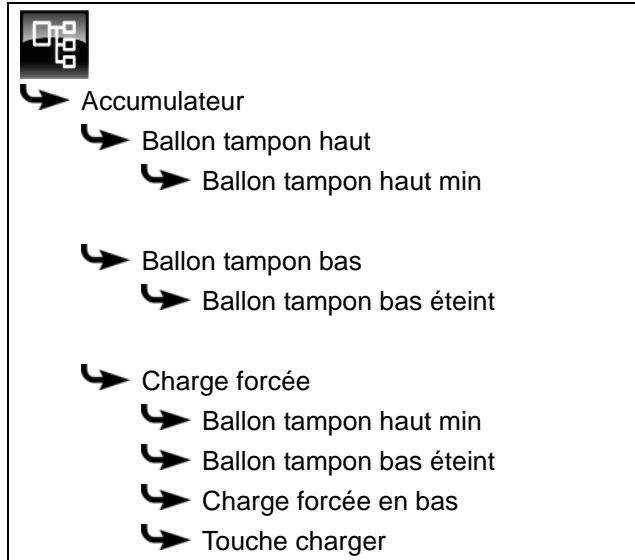 Accumulateur
Ballon tampon haut
Ballon tampon haut min
Ballon tampon bas
Ballon tampon bas éteint
Charge forcée
Ballon tampon haut min
Ballon tampon bas éteint
Charge forcée en bas
Touche charger